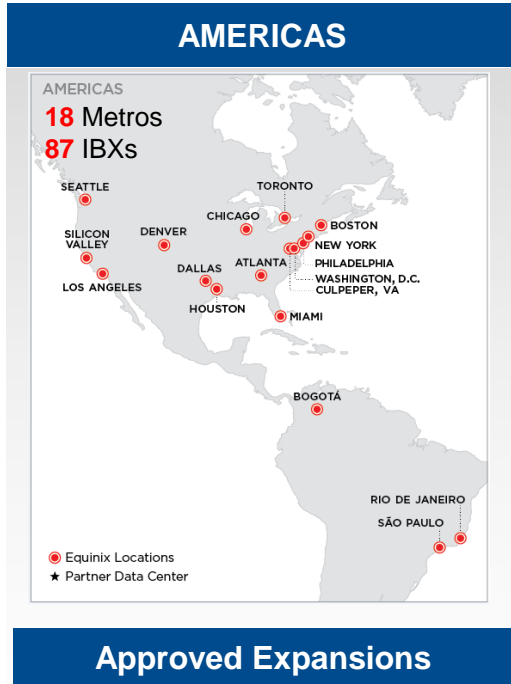 AMERICAS
AMERICAS
18 Metros
87 IBXs
SEATTLE
TORONTO
CHICAGO
BOSTON
SILICON
VALLEY
DENVER
NEW YORK
PHILADELPHIA
DALLAS
ATLANTA
WASHINGTON, D.C.
LOS ANGELES
CULPEPER, VA
HOUSTON
MIAMI
BOGOTÁ
RIO DE JANEIRO
SÃO PAULO
Equinix Locations
★ Partner Data Center
Approved Expansions